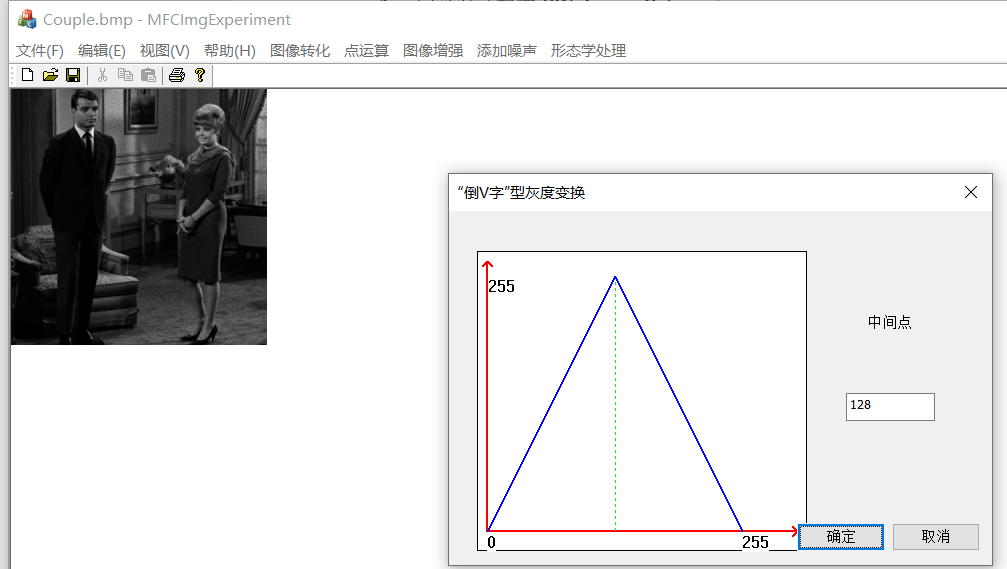 Couple.bmp - MFCImgExperiment
文件(F) 编辑(E) 视图(V) 帮助(H) 图像转化 点运算 图像增强 添加噪声 形态学处理
“倒V字”型灰度变换
255
中间点
128
0
255
确定
取消